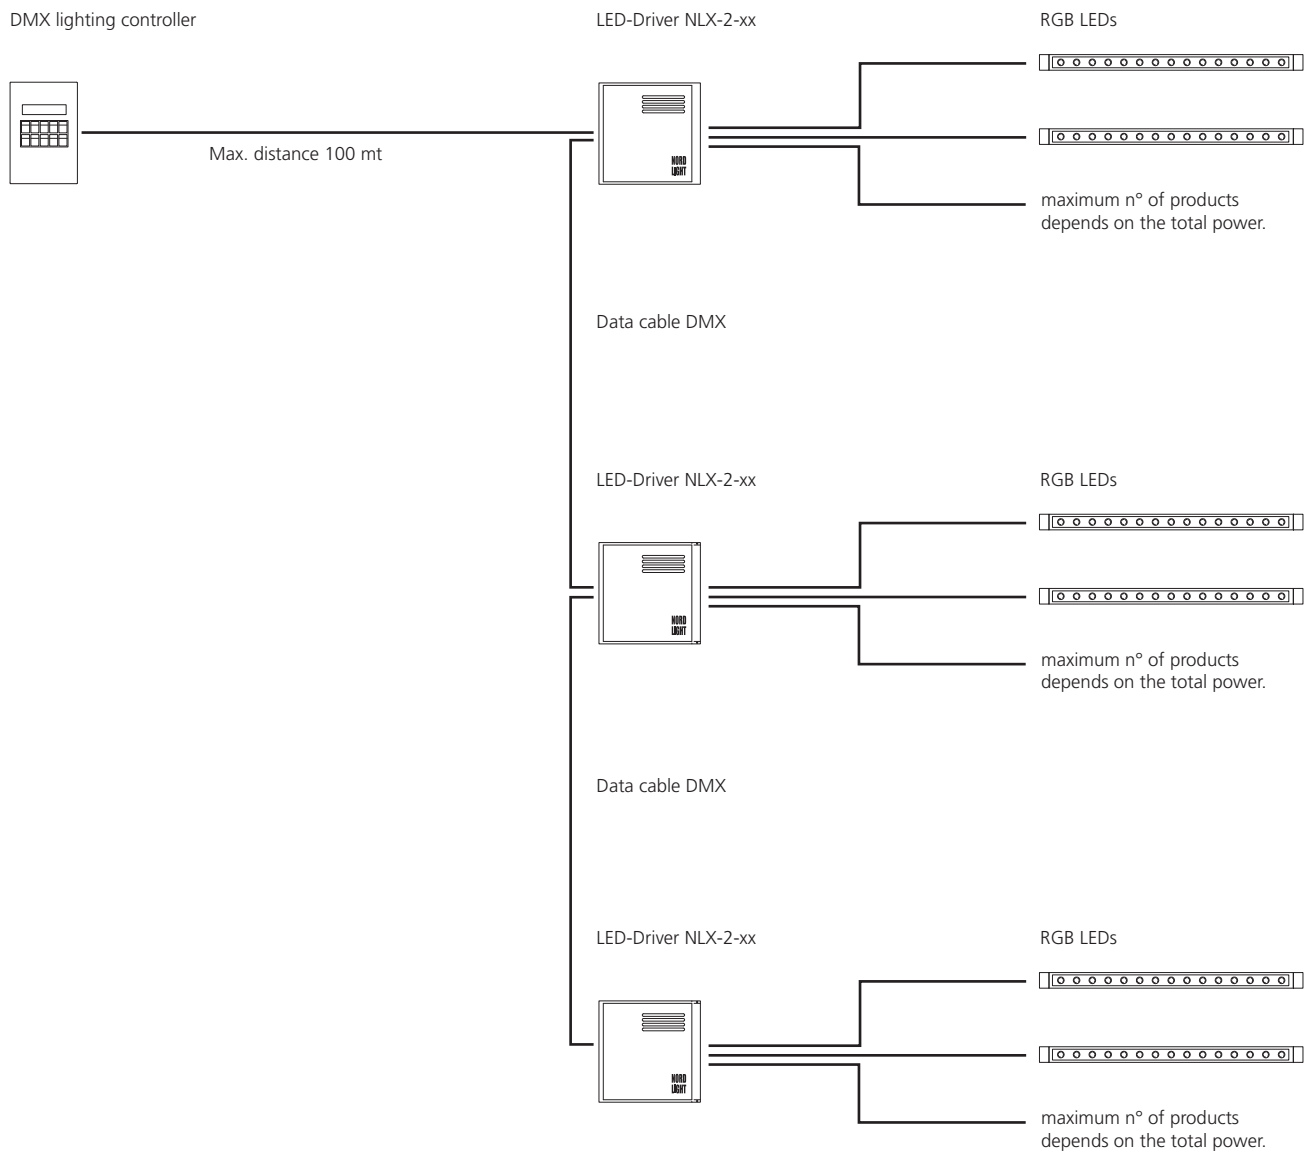 DMX lighting controller
LED-Driver NLX-2-xx
RGB LEDs
Max. distance 100 mt
NORD
LIGHT
maximum n° of products
depends on the total power.
Data cable DMX
LED-Driver NLX-2-xx
RGB LEDs
NORD
LIGHT
maximum n° of products
depends on the total power.
Data cable DMX
LED-Driver NLX-2-xx
RGB LEDs
NORD
LIGHT
maximum n° of products
depends on the total power.